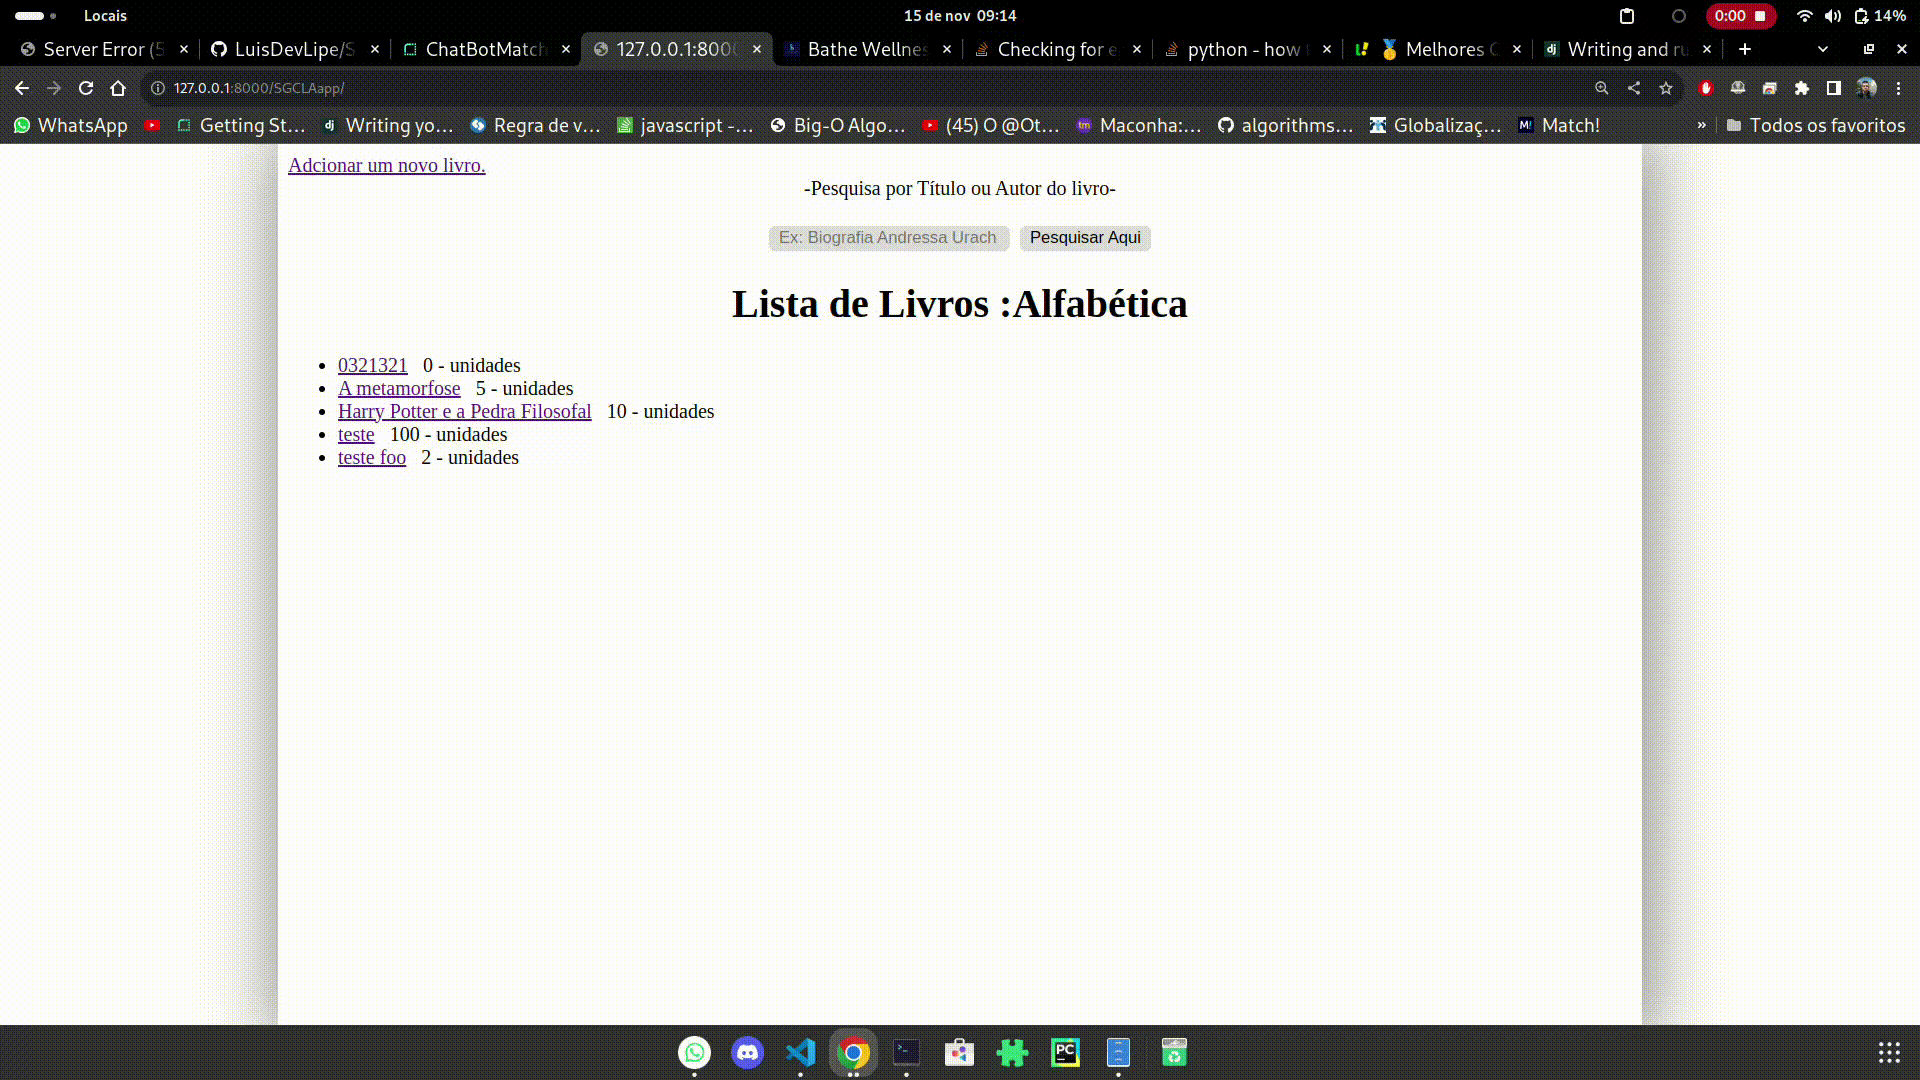 Locais
15 de nov 09:14
0:00
14%
Server Error (5
LuisDevLipe/S
ChatBotMatch
127.0.0.1:8000
Bathe Wellnes
Checking for e
python - how
Melhores
Writing and ru
127.0.0.1:8000/SGCLAapp/
WhatsApp
Getting St...
Writing yo...
Regra de v...
javascript -...
Big-O Algo...
(45) O @Ot...
Maconha:...
algorithms...
Globalizaç...
Match!
»
Todos os favoritos
Adcionar um novo livro.
-Pesquisa por Título ou Autor do livro-
Ex: Biografia Andressa Urach
Pesquisar Aqui
Lista de Livros :Alfabética
• 0321321 0 - unidades
• A metamorfose 5 - unidades
• Harry Potter e a Pedra Filosofal 10 - unidades
• teste 100 - unidades
• teste foo 2 - unidades